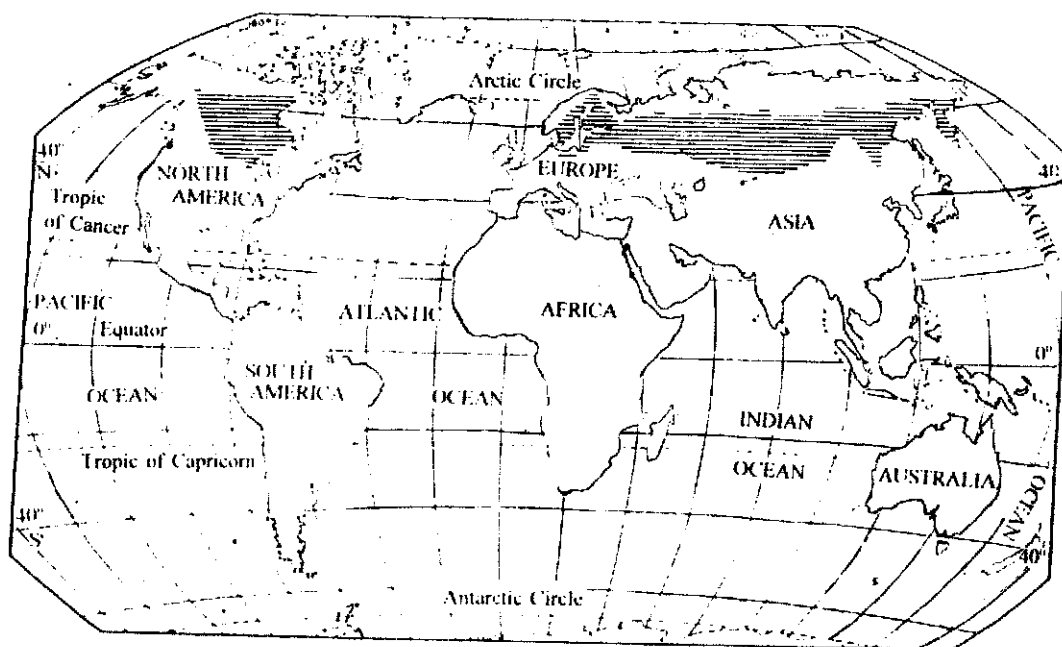 Arctic Circle
40°
N
NORTH
AMERICA
EUROPE
40°
Tropic
of Cancer
ASIA
PACIFIC
PACIFIC
ATLANTIC
AFRICA
0°
Equator
0°
SOUTH
AMERICA
OCEAN
OCEAN
INDIAN
Tropic of Capricorn
OCEAN
AUSTRALIA
OCEAN
40°
40°
Antarctic Circle